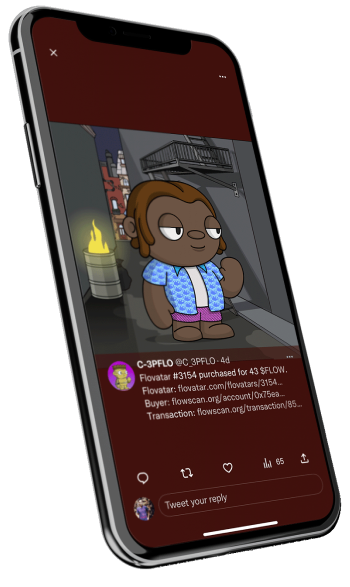 C-3PFLO @C_3PFLO · 4d
Flovatar #3154 purchased for 43 $FLOW.
Flovatar: flovatar.com/flovatars/3154...
Buyer: flowscan.org/account/0x75ea...
Transaction: flowscan.org/transaction/85...
65
Tweet your reply